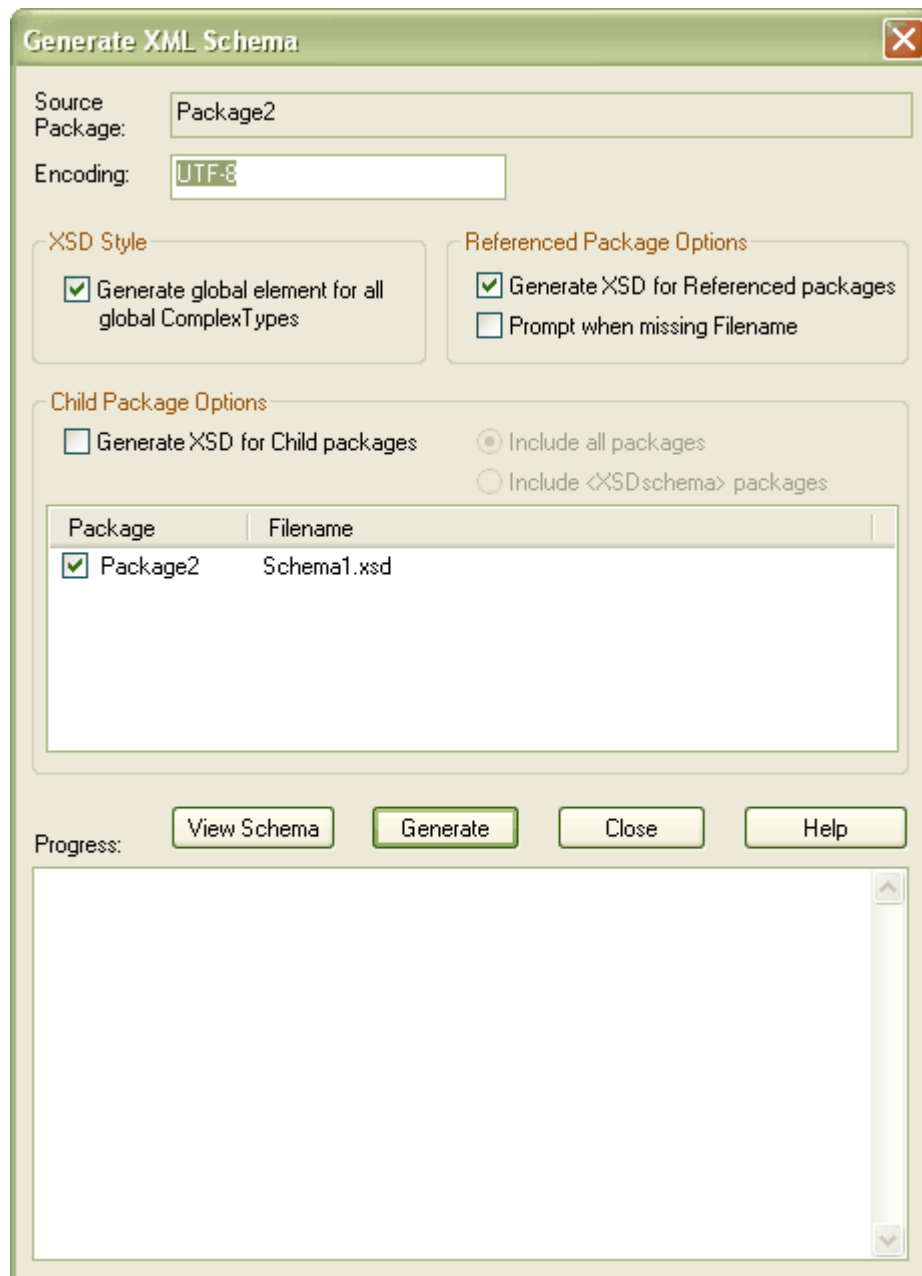 Generate XML Schema
Source
Package:
Package2
Encoding:
UTF-8
XSD Style
Generate global element for all
global ComplexTypes
Referenced Package Options
Generate XSD for Referenced packages
Prompt when missing Filename
Child Package Options
Generate XSD for Child packages
Include all packages
Include <XSDschema> packages
Package Filename
Package2 Schema1.xsd
Progress:
View Schema
Generate
Close
Help